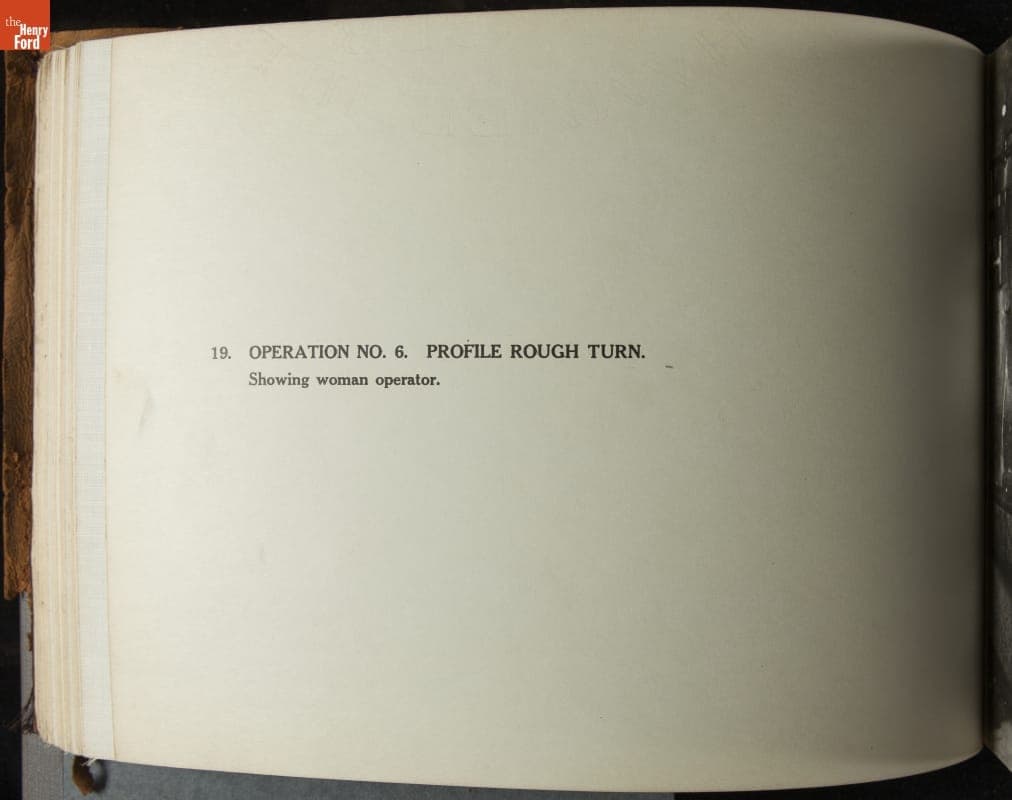 the
Henry
Ford
19. OPERATION NO. 6. PROFILE ROUGH TURN.
Showing woman operator.